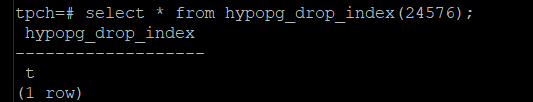 tpch=# select * from hypopg_drop_index(24576);
 hypopg_drop_index
-------------------
 t
(1 row)